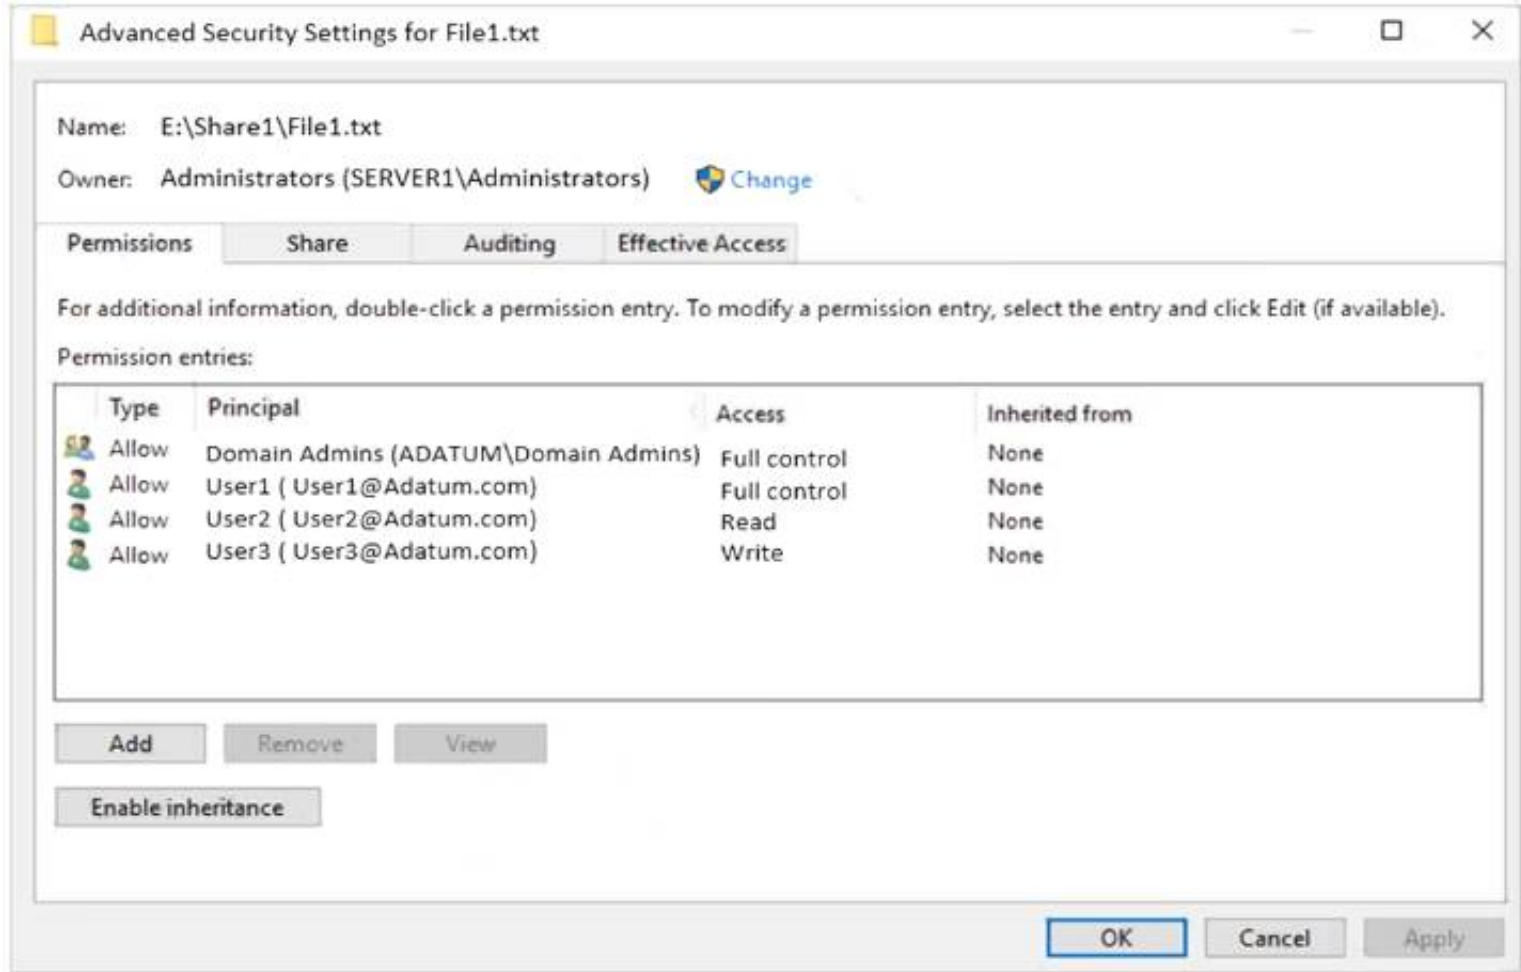 Advanced Security Settings for File1.txt
Name: E:\Share1\File1.txt
Owner: Administrators (SERVER1\Administrators) Change
Permissions Share Auditing Effective Access
For additional information, double-click a permission entry. To modify a permission entry, select the entry and click Edit (if available).
Permission entries:
Type Principal Access Inherited from
Allow Domain Admins (ADATUM\Domain Admins) Full control None
Allow User1 ( User1@Adatum.com) Full control None
Allow User2 ( User2@Adatum.com) Read None
Allow User3 ( User3@Adatum.com) Write None
Add Remove View
Enable inheritance
OK Cancel Apply